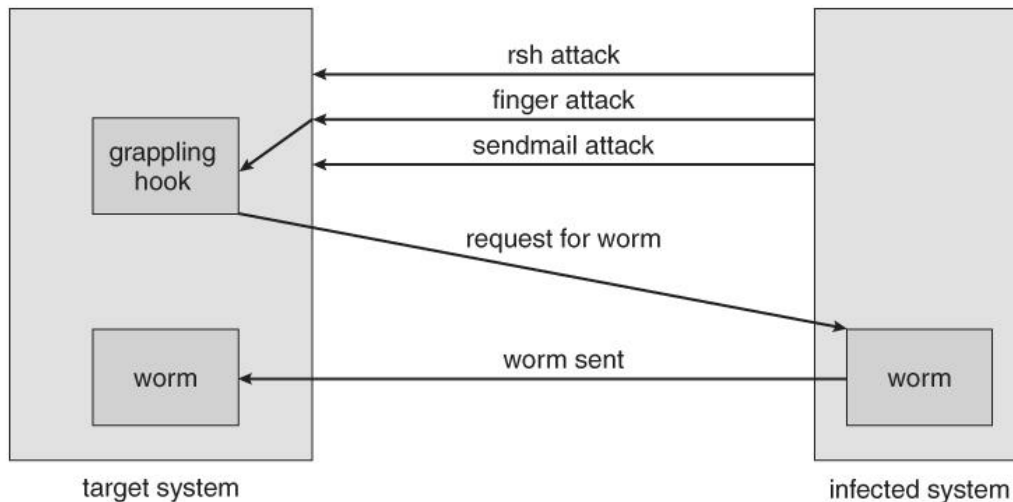 rsh attack
finger attack
sendmail attack
grappling
hook
request for worm
worm sent
worm
worm
target system
infected system